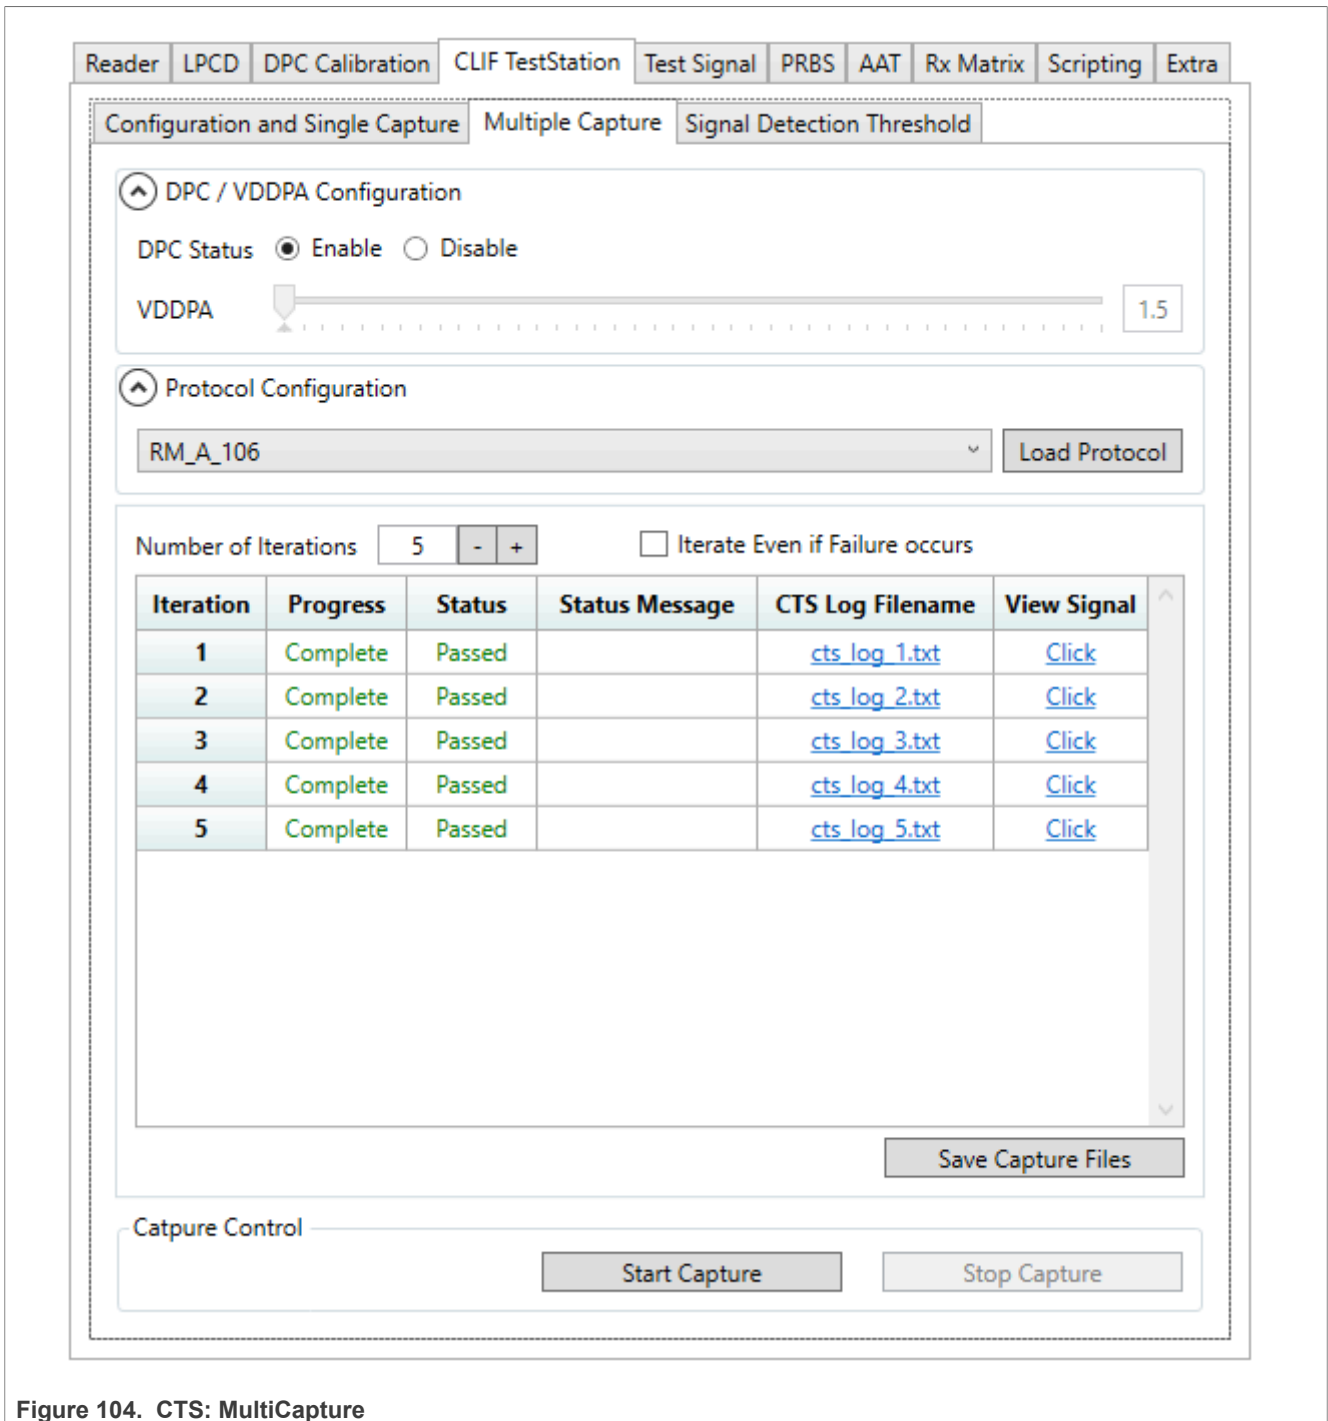 Reader LPCD DPC Calibration CLIF TestStation Test Signal PRBS AAT Rx Matrix Scripting Extra
Configuration and Single Capture Multiple Capture Signal Detection Threshold
DPC / VDDPA Configuration
DPC Status Enable Disable
VDDPA 1.5
Protocol Configuration
RM_A_106 Load Protocol
Number of Iterations 5 - + Iterate Even if Failure occurs
Iteration Progress Status Status Message CTS Log Filename View Signal
1 Complete Passed cts_log_1.txt Click
2 Complete Passed cts_log_2.txt Click
3 Complete Passed cts_log_3.txt Click
4 Complete Passed cts_log_4.txt Click
5 Complete Passed cts_log_5.txt Click
Save Capture Files
Catpure Control
Start Capture Stop Capture
Figure 104. CTS: MultiCapture